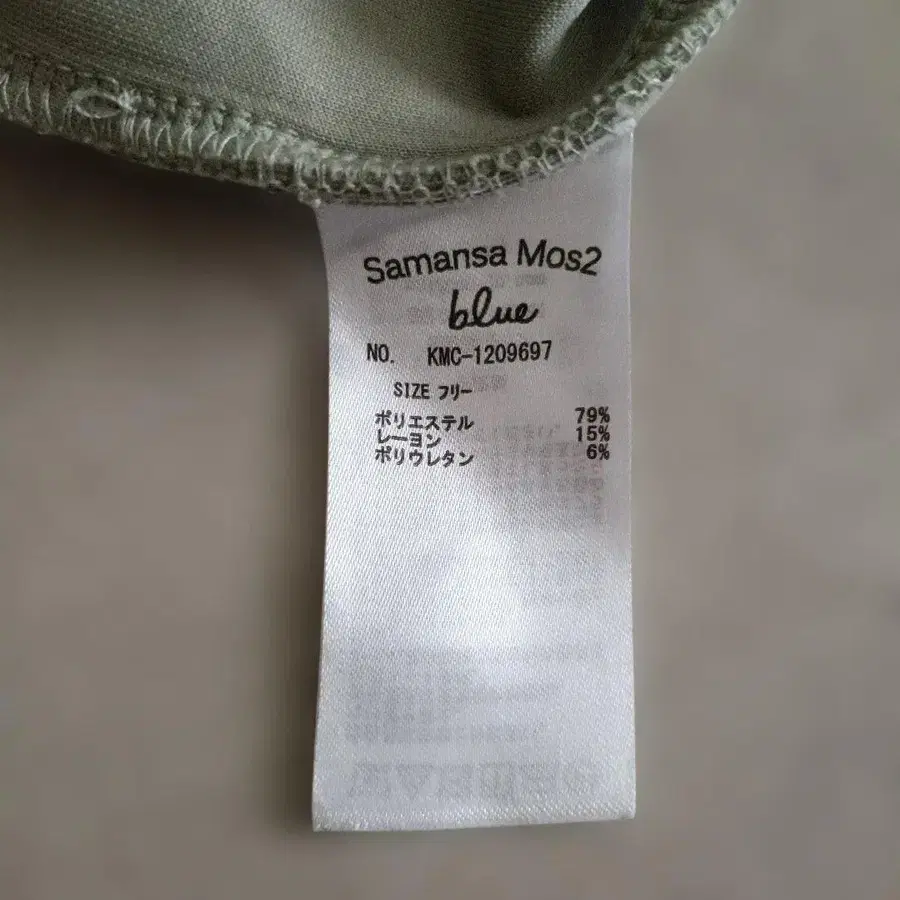 Samansa Mos2
blue
NO. KMC-1209697
SIZE フリー
ポリエステル 79%
レーヨン 15%
ポリウレタン 6%